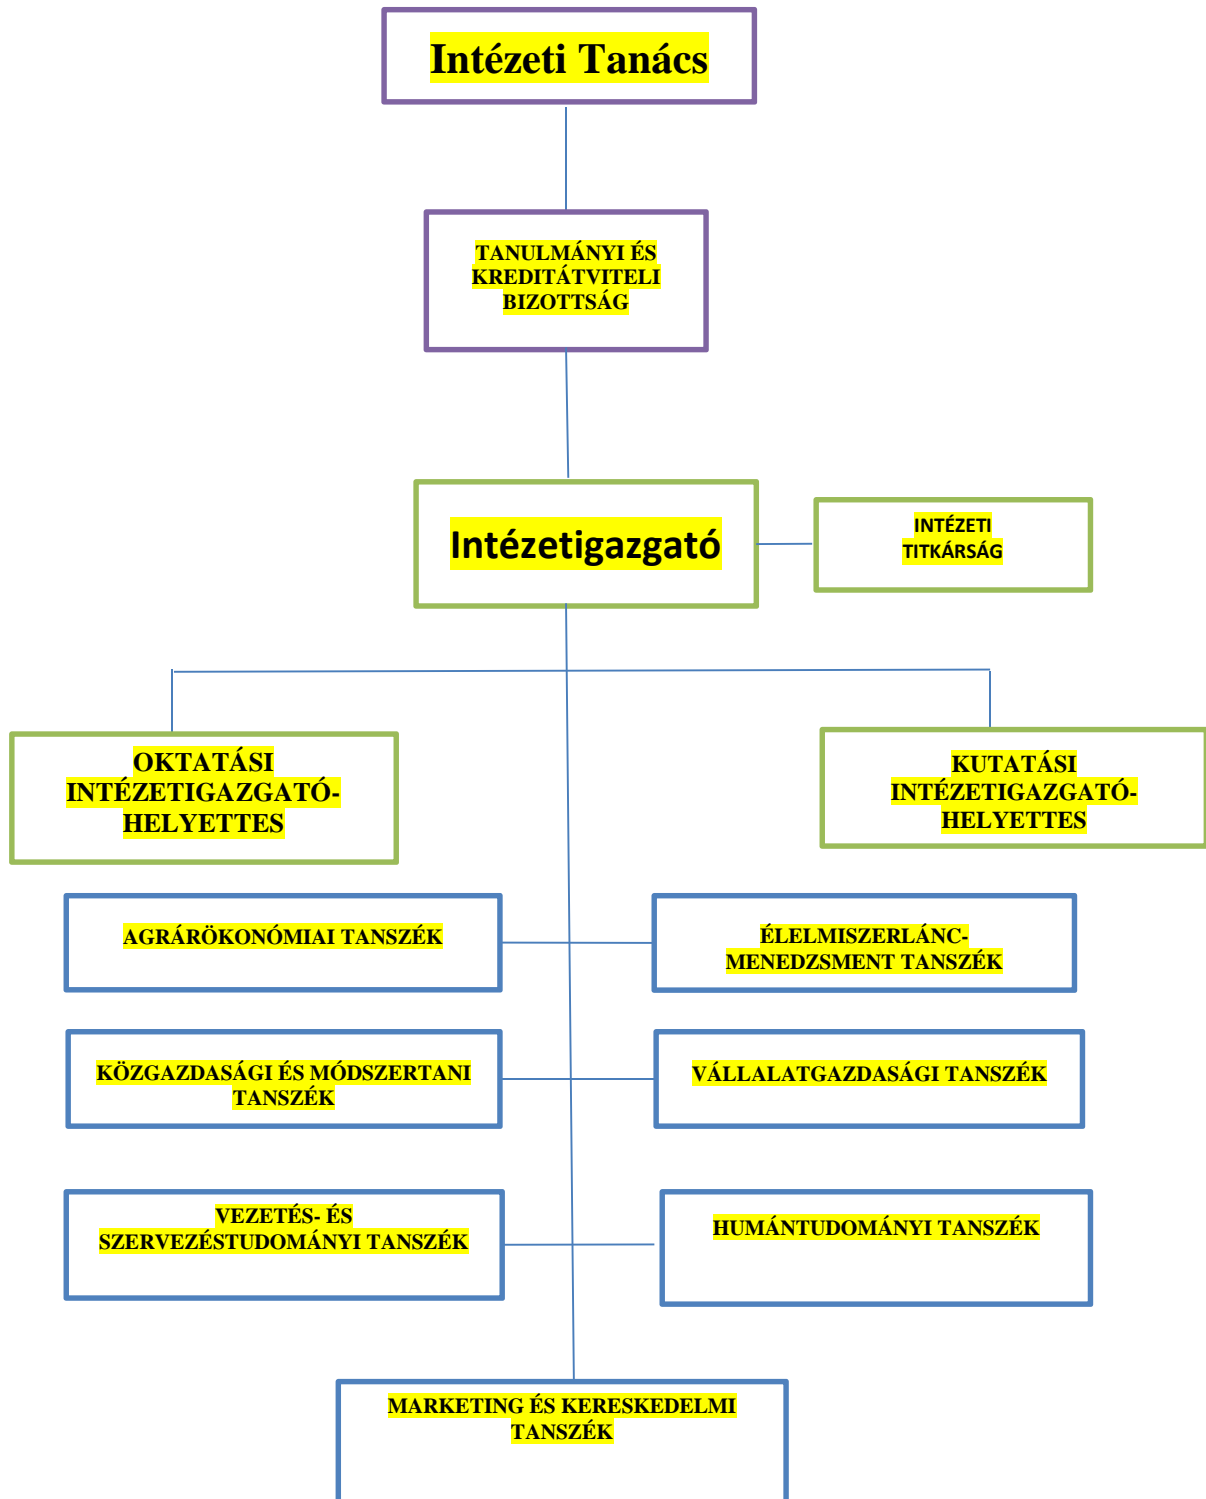 Intézeti Tanács
TANULMÁNYI ÉS
KREDITÁTVITELI
BIZOTTSÁG
Intézetigazgató
INTÉZETI
TITKÁRSÁG
OKTATÁSI
INTÉZETIGAZGATÓ-
HELYETTES
KUTATÁSI
INTÉZETIGAZGATÓ-
HELYETTES
AGRÁRÖKONÓMIAI TANSZÉK
ÉLELMISZERLÁNC-
MENEDZSMENT TANSZÉK
KÖZGAZDASÁGI ÉS MÓDSZERTANI
TANSZÉK
VÁLLALATGAZDASÁGI TANSZÉK
VEZETÉS- ÉS
SZERVEZÉSTUDOMÁNYI TANSZÉK
HUMÁNTUDOMÁNYI TANSZÉK
MARKETING ÉS KERESKEDELMI
TANSZÉK